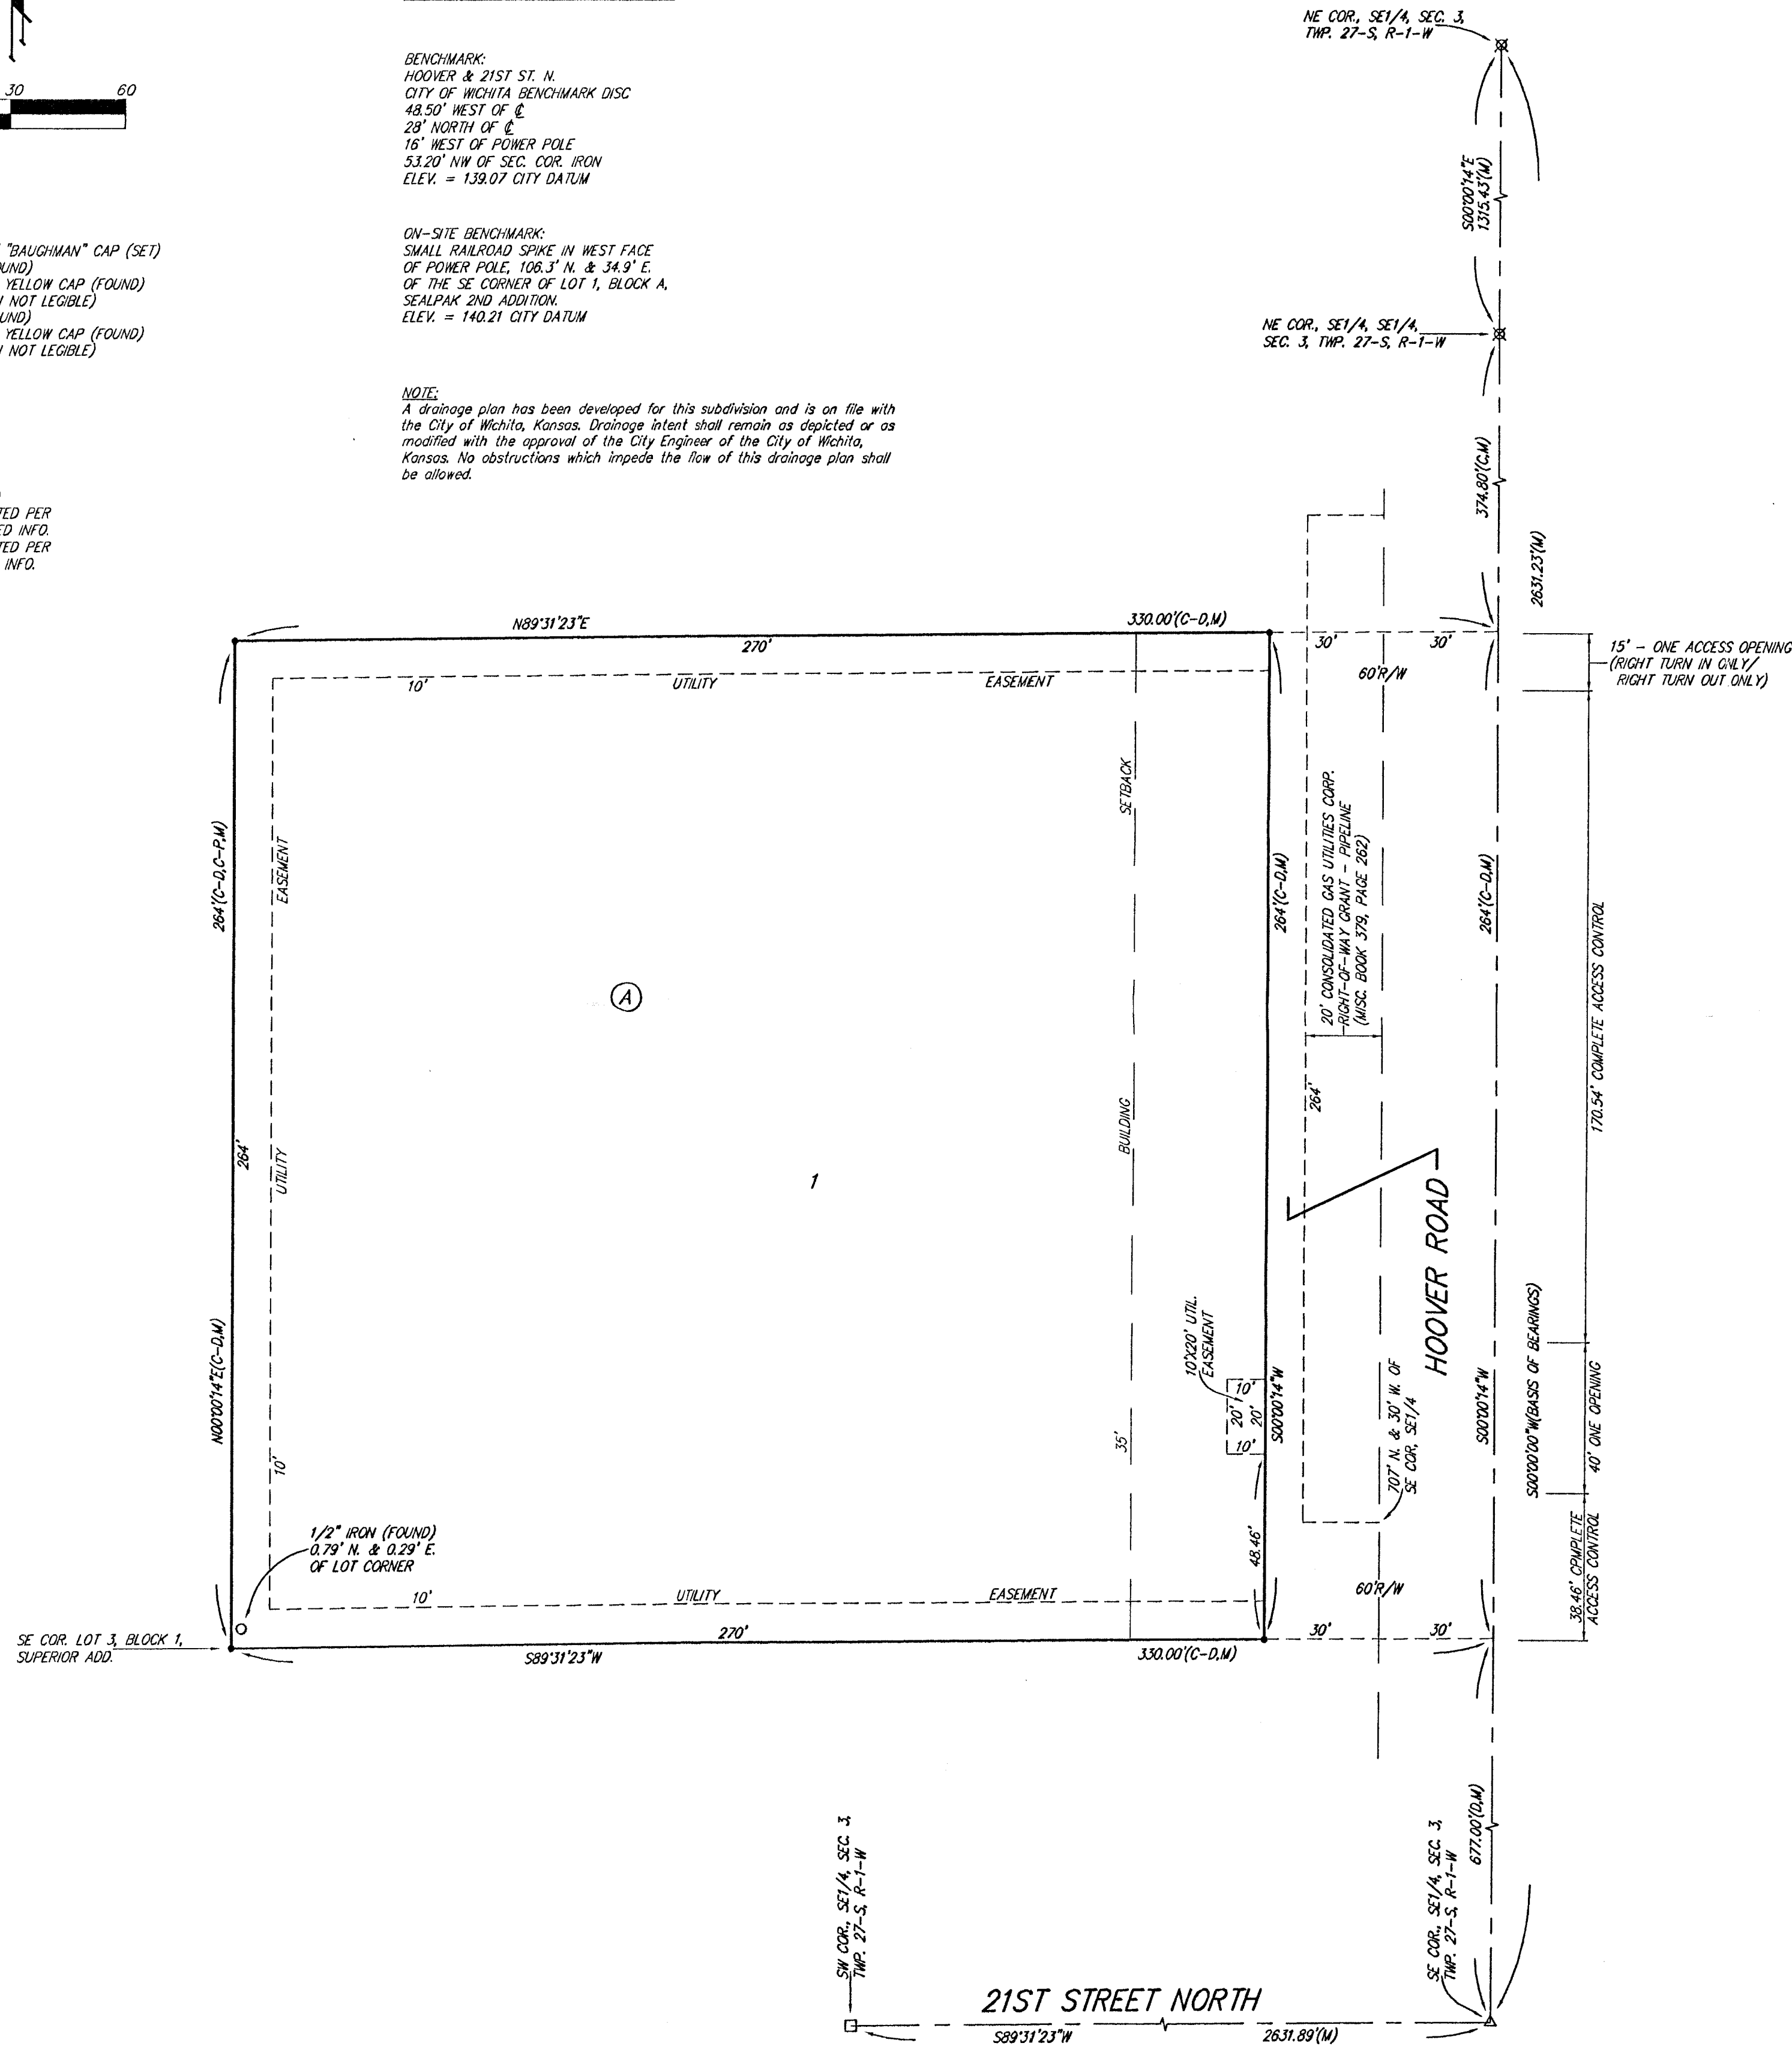 30 60
BENCHMARK:
HOOVER & 21ST ST. N.
CITY OF WICHITA BENCHMARK DISC
48.50' WEST OF ℄
28' NORTH OF ℄
16' WEST OF POWER POLE
53.20' NW OF SEC. COR. IRON
ELEV. = 139.07 CITY DATUM
ON-SITE BENCHMARK:
SMALL RAILROAD SPIKE IN WEST FACE
OF POWER POLE, 106.3' N. & 34.9' E.
OF THE SE CORNER OF LOT 1, BLOCK A,
SEALPAK 2ND ADDITION.
ELEV. = 140.21 CITY DATUM
NOTE:
A drainage plan has been developed for this subdivision and is on file with
the City of Wichita, Kansas. Drainage intent shall remain as depicted or as
modified with the approval of the City Engineer of the City of Wichita,
Kansas. No obstructions which impede the flow of this drainage plan shall
be allowed.
"BAUGHMAN" CAP (SET)
UND)
YELLOW CAP (FOUND)
NOT LEGIBLE)
UND)
YELLOW CAP (FOUND)
NOT LEGIBLE)
TED PER
ED INFO.
TED PER
INFO.
NE COR., SE1/4, SEC. 3,
TWP. 27-S, R-1-W
S00°00'14"E
1315.43'(M)
NE COR., SE1/4, SE1/4,
SEC. 3, TWP. 27-S, R-1-W
374.80'(C,M)
2631.23'(M)
N89°31'23"E
330.00'(C-D,M)
270'
30'
30'
60'R/W
15' - ONE ACCESS OPENING
(RIGHT TURN IN ONLY/
RIGHT TURN OUT ONLY)
10'
UTILITY
EASEMENT
264'(C-D,C-P,M)
EASEMENT
SETBACK
264'(C-D,M)
20' CONSOLIDATED GAS UTILITIES CORP.
RIGHT-OF-WAY GRANT - PIPELINE
(MISC. BOOK 379, PAGE 262)
264'(C-D,M)
170.54' COMPLETE ACCESS CONTROL
A
1
264'
UTILITY
BUILDING
264'
HOOVER ROAD
N00°00'14"E(C-D,M)
10'
35'
10'X20' UTIL.
EASEMENT
10'
20'
20'
10'
S00°00'14"W
707' N. & 30' W. OF
SE COR, SE1/4
S00°00'14"W
S00°00'00"W(BASIS OF BEARINGS)
40' ONE OPENING
38.46' CPMPLETE
ACCESS CONTROL
48.46'
1/2" IRON (FOUND)
0.79' N. & 0.29' E.
OF LOT CORNER
10'
UTILITY
EASEMENT
60'R/W
SE COR. LOT 3, BLOCK 1,
SUPERIOR ADD.
270'
30'
30'
S89°31'23"W
330.00'(C-D,M)
677.00'(D,M)
SW COR., SE1/4, SEC. 3,
TWP. 27-S, R-1-W
SE COR., SE1/4, SEC. 3,
TWP. 27-S, R-1-W
21ST STREET NORTH
S89°31'23"W
2631.89'(M)